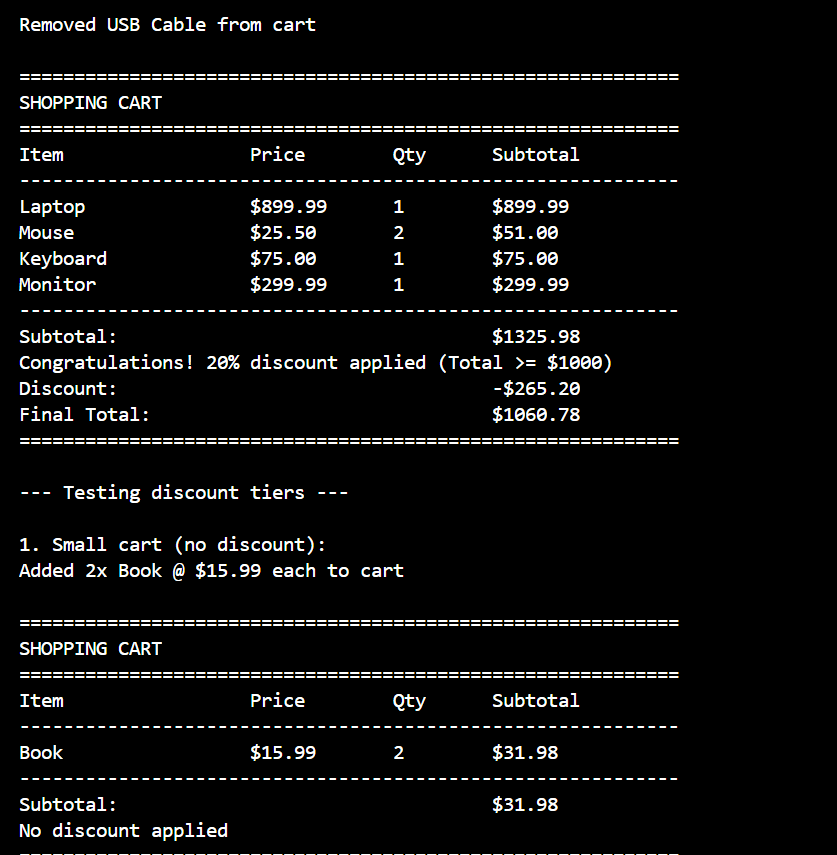 Removed USB Cable from cart
============================================================
SHOPPING CART
============================================================
Item                 Price        Qty      Subtotal
------------------------------------------------------------
Laptop               $899.99      1        $899.99
Mouse                $25.50       2        $51.00
Keyboard             $75.00       1        $75.00
Monitor              $299.99      1        $299.99
------------------------------------------------------------
Subtotal:                                  $1325.98
Congratulations! 20% discount applied (Total >= $1000)
Discount:                                  -$265.20
Final Total:                               $1060.78
============================================================
--- Testing discount tiers ---
1. Small cart (no discount):
Added 2x Book @ $15.99 each to cart
============================================================
SHOPPING CART
============================================================
Item                 Price        Qty      Subtotal
------------------------------------------------------------
Book                 $15.99       2        $31.98
------------------------------------------------------------
Subtotal:                                  $31.98
No discount applied
============================================================